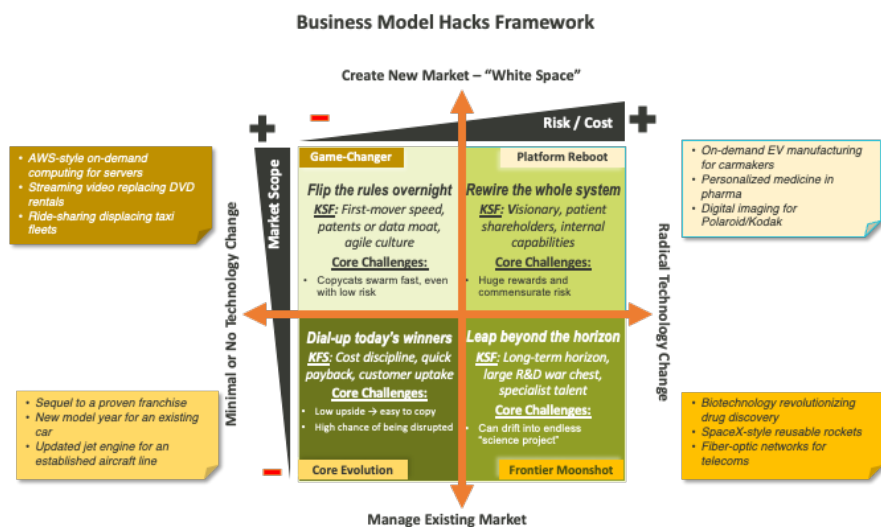 Business Model Hacks Framework
Create New Market – “White Space”
Risk / Cost
Market Scope
Minimal or No Technology Change
Radical Technology Change
• AWS-style on-demand
computing for servers
• Streaming video replacing DVD
rentals
• Ride-sharing displacing taxi
fleets
Game-Changer
Flip the rules overnight
KSF: First-mover speed,
patents or data moat,
agile culture
Core Challenges:
• Copycats swarm fast, even
with low risk
Platform Reboot
Rewire the whole system
KSF: Visionary, patient
shareholders, internal
capabilities
Core Challenges:
• Huge rewards and
commensurate risk
• On-demand EV manufacturing
for carmakers
• Personalized medicine in
pharma
• Digital imaging for
Polaroid/Kodak
• Sequel to a proven franchise
• New model year for an existing
car
• Updated jet engine for an
established aircraft line
Dial-up today's winners
KFS: Cost discipline, quick
payback, customer uptake
Core Challenges:
• Low upside → easy to copy
• High chance of being disrupted
Core Evolution
Leap beyond the horizon
KSF: Long-term horizon,
large R&D war chest,
specialist talent
Core Challenges:
• Can drift into endless
“science project”
Frontier Moonshot
• Biotechnology revolutionizing
drug discovery
• SpaceX-style reusable rockets
• Fiber-optic networks for
telecoms
Manage Existing Market